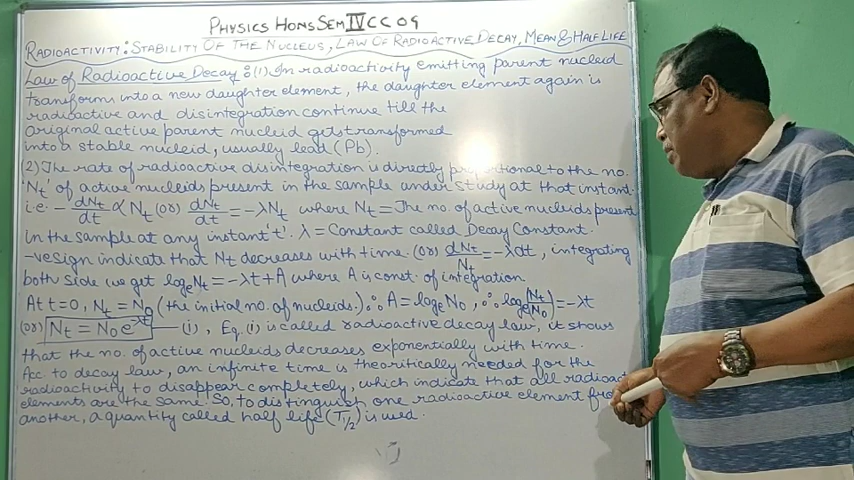 PHYSICS HONS SEM IV CC 09
RADIOACTIVITY: STABILITY OF THE NUCLEUS, LAW OF RADIOACTIVE DECAY, MEAN & HALF LIFE
Law of Radioactive Decay: (1) In radioactivity emitting parent nucleid
transforms into a new daughter element, the daughter element again is
radioactive and disintegration continue till the
original active parent nucleid gets transformed
into a stable nucleid, usually lead (Pb).
(2) The rate of radioactive disintegration is directly proportional to the no.
'Nt' of active nucleids present in the sample under study at that instant.
i.e. -dNt/dt ∝ Nt (or) dNt/dt = -λNt where Nt = The no. of active nucleids present
in the sample at any instant 't'. λ = Constant called Decay Constant.
-ve sign indicate that Nt decreases with time. (or) dNt/Nt = -λdt, integrating
both side we get logeNt = -λt + A where A is const. of integration
At t=0, Nt = N0 (the initial no. of nucleids). ∴ A = logeN0, ∴ loge(Nt/N0) = -λt
(or) Nt = N0e^-λt — (i), Eq. (i) is called radioactive decay law, it shows
that the no. of active nucleids decreases exponentially with time.
Acc. to decay law, an infinite time is theoritically needed for the
radioactivity to disappear completely, which indicate that all radioact
elements are the same. So, to distinguish one radioactive element fro
another, a quantity called half life (T1/2) is used.